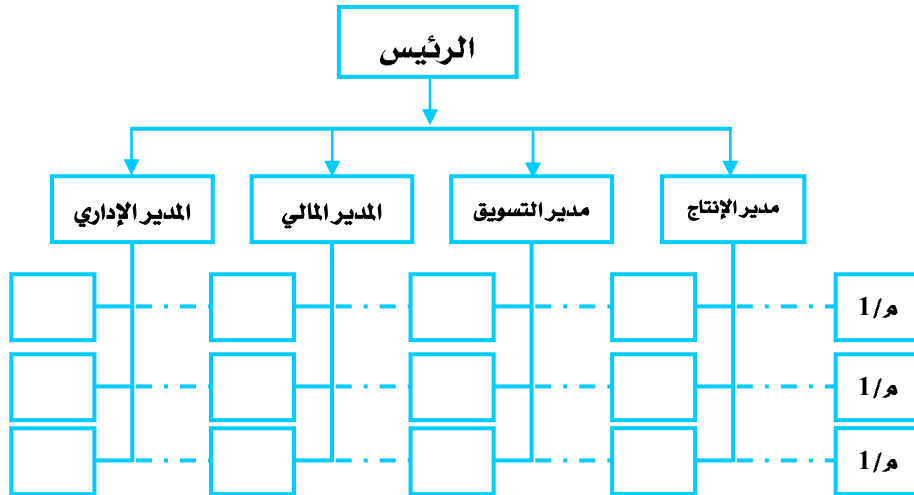 الرئيس
مدير الإنتاج
مدير التسويق
المدير المالي
المدير الإداري
م/1
م/1
م/1